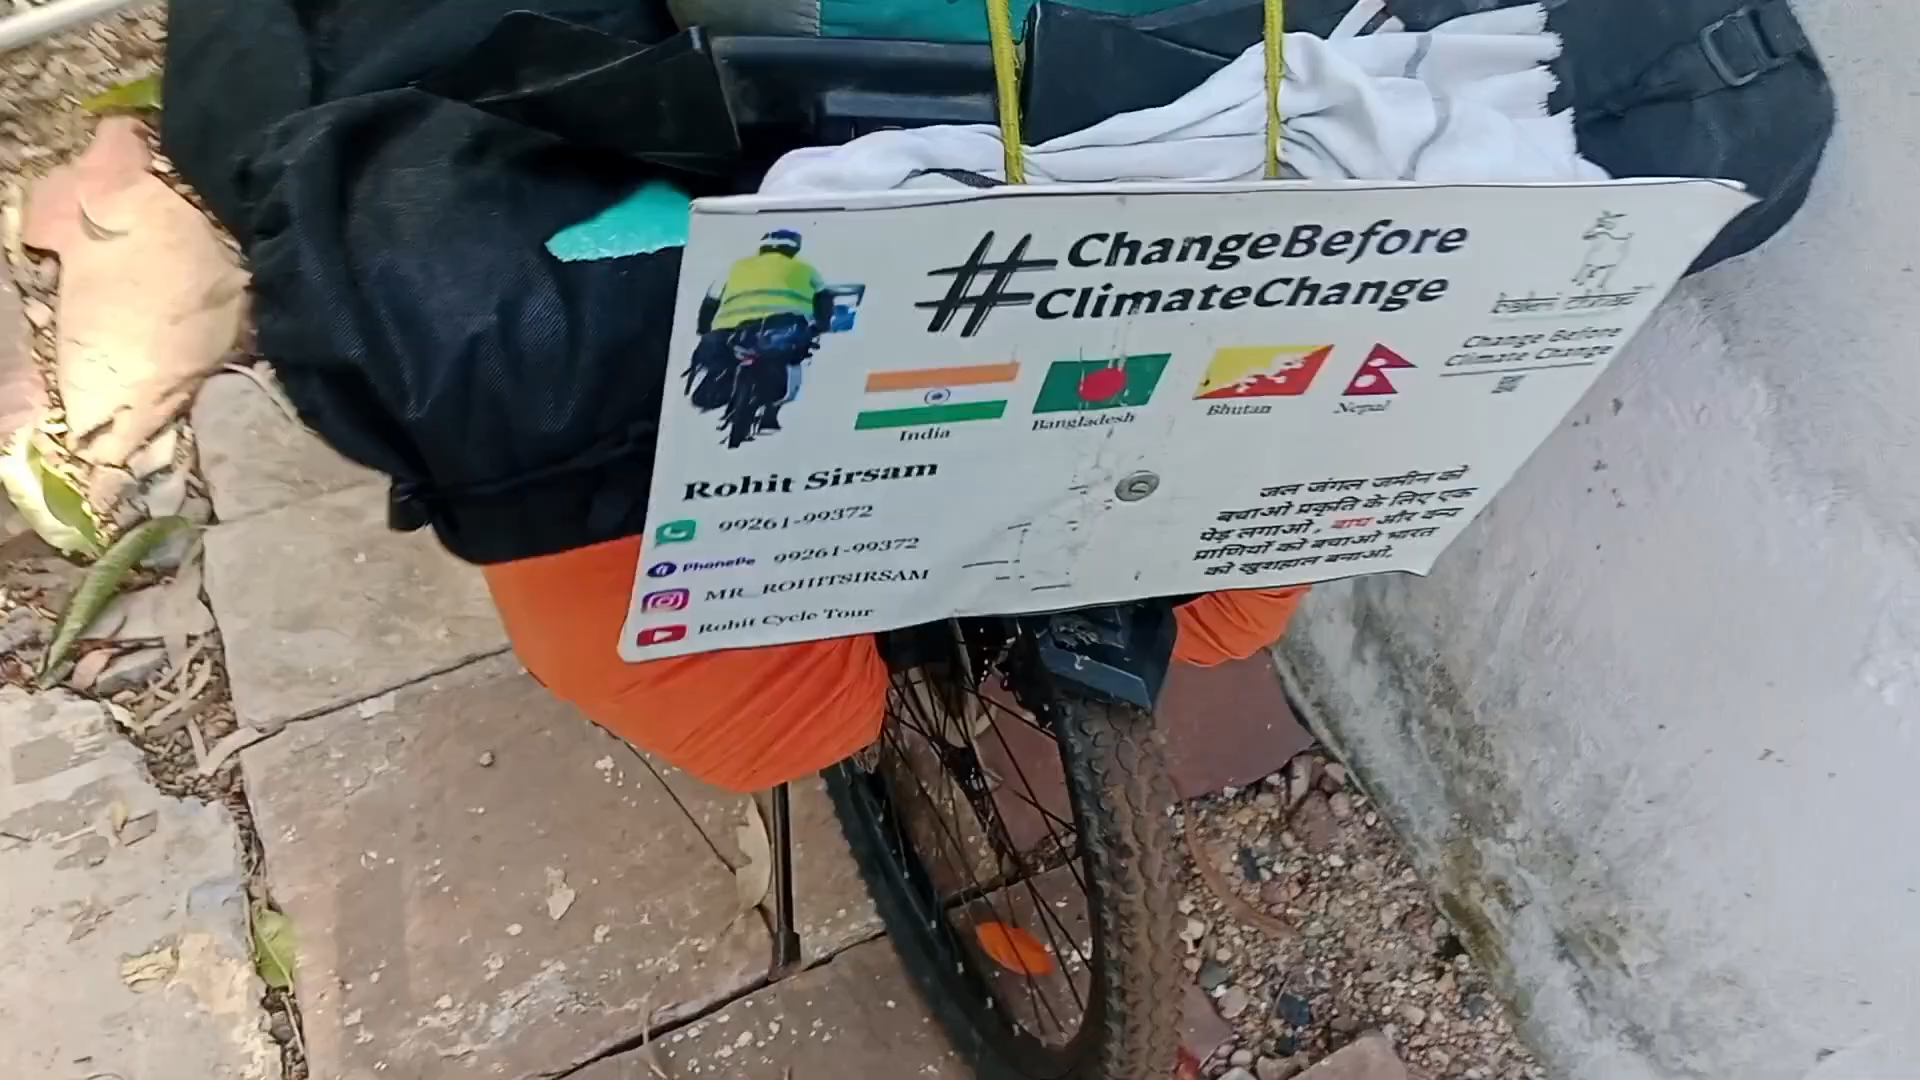 #ChangeBefore
ClimateChange
Change Before
Climate Change
India
Bangladesh
Bhutan
Nepal
Rohit Sirsam
99261-99372
PhonePe 99261-99372
MR_ROHITSIRSAM
Rohit Cycle Tour
जल जंगल जमीन को
बचाओ प्रकृति के लिए एक
पेड़ लगाओ, बाघ और वन्य
प्राणियों को बचाओ भारत
को खुशहाल बनाओ.